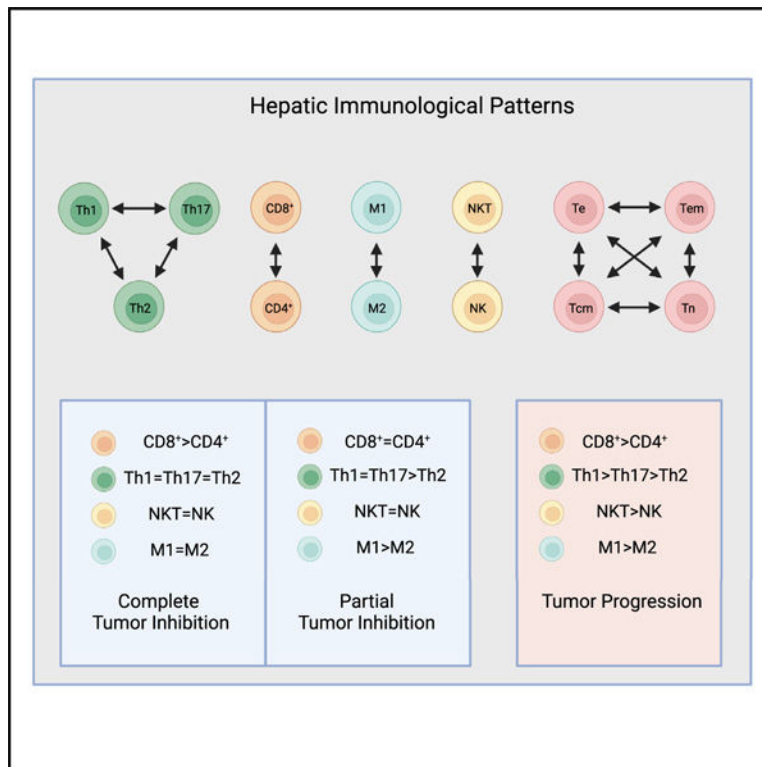 Hepatic Immunological Patterns
Th1
Th17
CD8⁺
M1
NKT
Te
Tem
Th2
CD4⁺
M2
NK
Tcm
Tn
CD8⁺>CD4⁺
Th1=Th17=Th2
NKT=NK
M1=M2
Complete
Tumor Inhibition
CD8⁺=CD4⁺
Th1=Th17>Th2
NKT=NK
M1>M2
Partial
Tumor Inhibition
CD8⁺>CD4⁺
Th1>Th17>Th2
NKT>NK
M1>M2
Tumor Progression